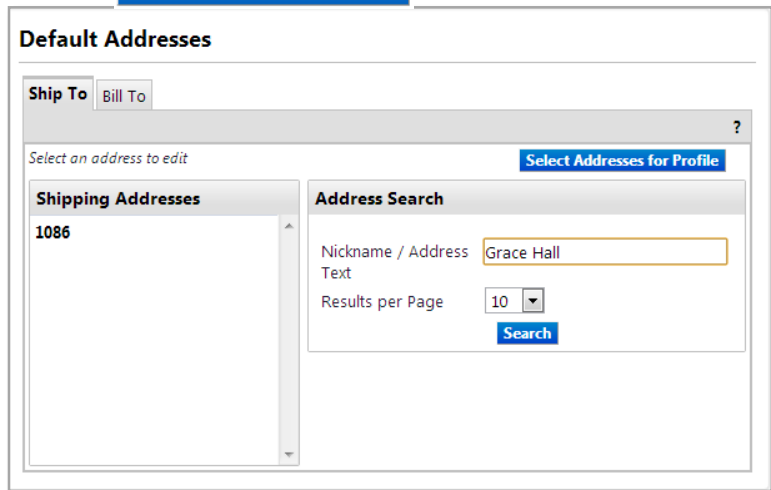 Default Addresses
Ship To Bill To
?
Select an address to edit
Select Addresses for Profile
Shipping Addresses
1086
Address Search
Nickname / Address Text
Grace Hall
Results per Page
10
Search